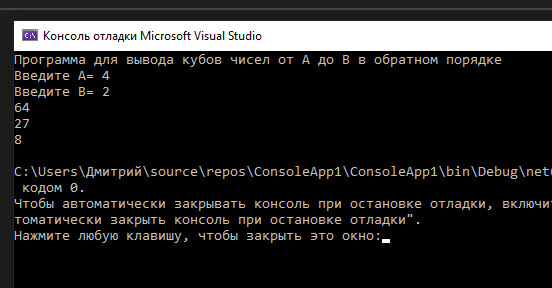 Консоль отладки Microsoft Visual Studio
Программа для вывода кубов чисел от A до B в обратном порядке
Введите A= 4
Введите B= 2
64
27
8
C:\Users\Дмитрий\source\repos\ConsoleApp1\ConsoleApp1\bin\Debug\net
кодом 0.
Чтобы автоматически закрывать консоль при остановке отладки, включит
томатически закрыть консоль при остановке отладки".
Нажмите любую клавишу, чтобы закрыть это окно: